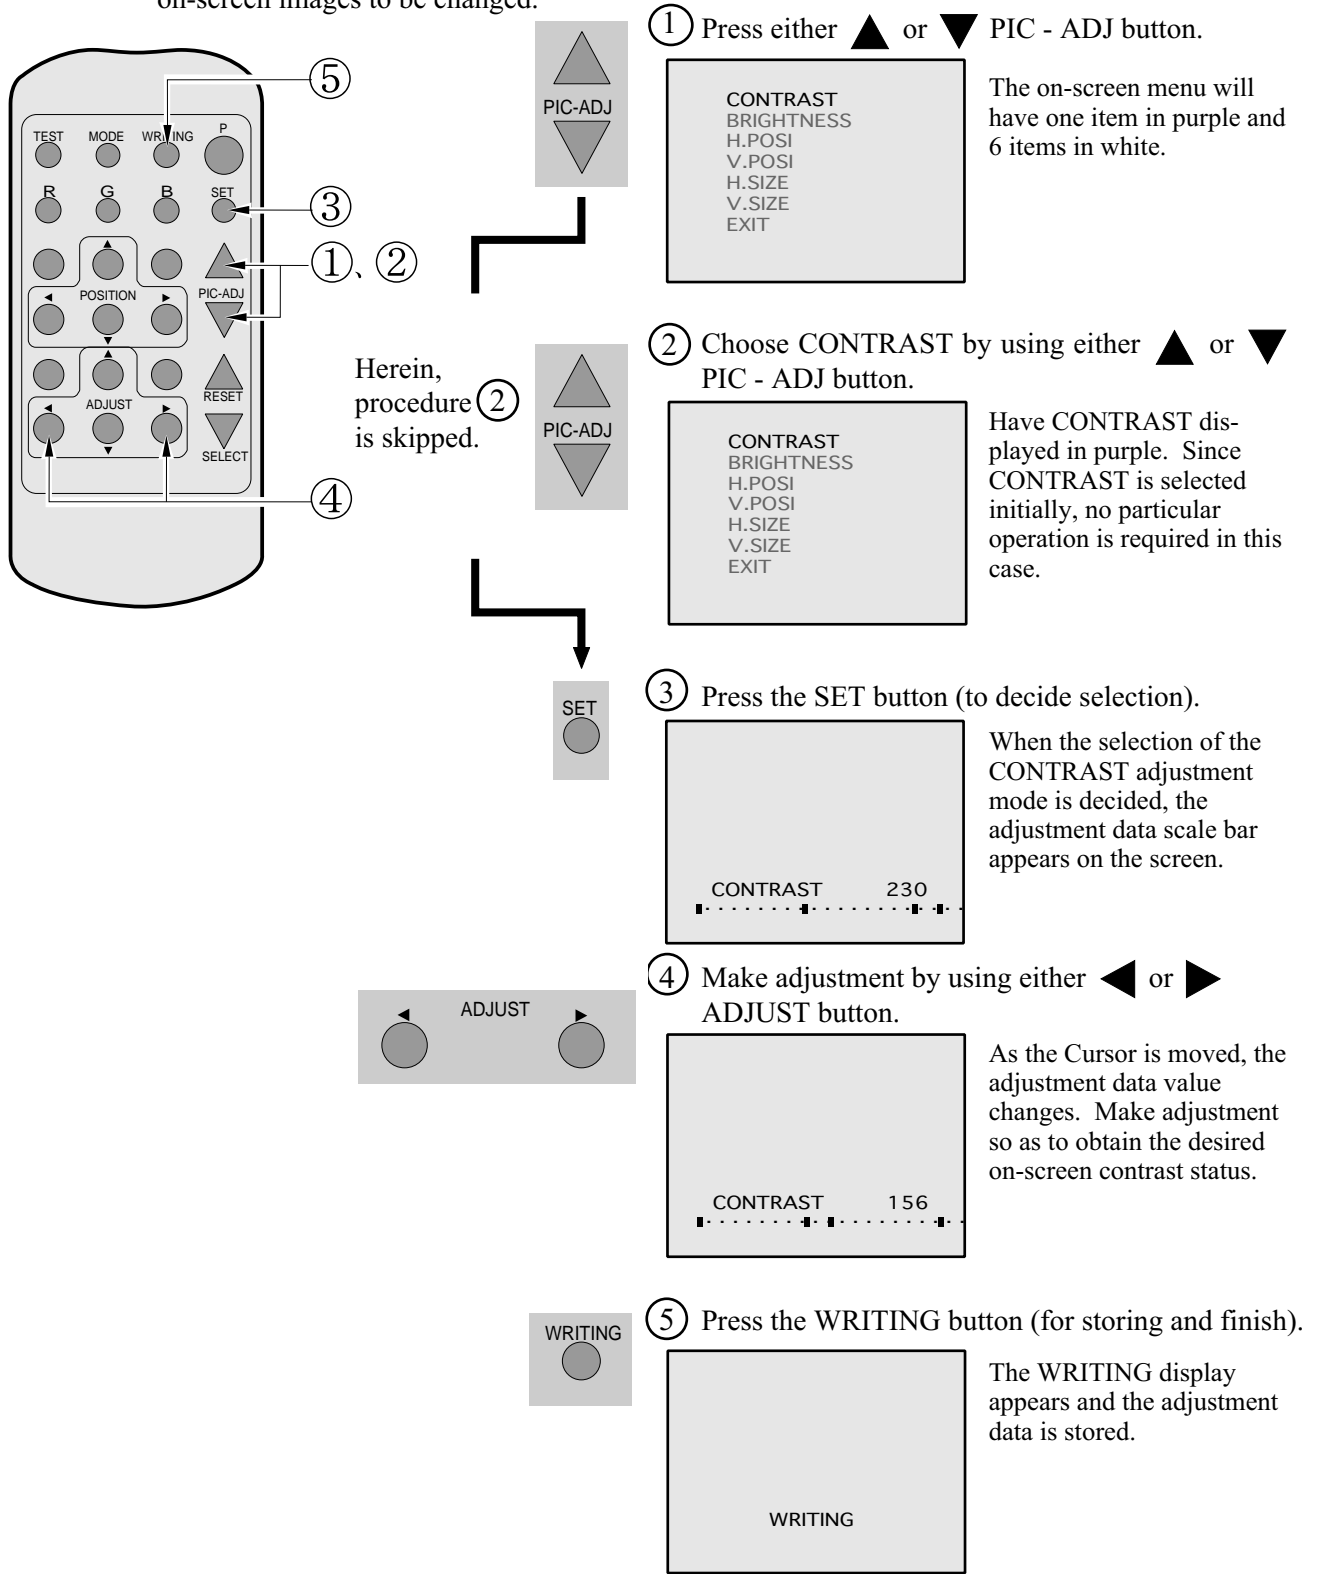 on-screen images to be changed.
① Press either ▲ or ▼ PIC - ADJ button.
PIC-ADJ
CONTRAST
BRIGHTNESS
H.POSI
V.POSI
H.SIZE
V.SIZE
EXIT
The on-screen menu will
have one item in purple and
6 items in white.
⑤
TEST MODE WRITING P
R G B SET
③
①、②
POSITION
PIC-ADJ
RESET
ADJUST
SELECT
④
Herein,
procedure ②
is skipped.
PIC-ADJ
② Choose CONTRAST by using either ▲ or ▼
PIC - ADJ button.
CONTRAST
BRIGHTNESS
H.POSI
V.POSI
H.SIZE
V.SIZE
EXIT
Have CONTRAST dis-
played in purple. Since
CONTRAST is selected
initially, no particular
operation is required in this
case.
SET
③ Press the SET button (to decide selection).
CONTRAST 230
When the selection of the
CONTRAST adjustment
mode is decided, the
adjustment data scale bar
appears on the screen.
◀ ADJUST ▶
④ Make adjustment by using either ◀ or ▶
ADJUST button.
CONTRAST 156
As the Cursor is moved, the
adjustment data value
changes. Make adjustment
so as to obtain the desired
on-screen contrast status.
WRITING
⑤ Press the WRITING button (for storing and finish).
WRITING
The WRITING display
appears and the adjustment
data is stored.